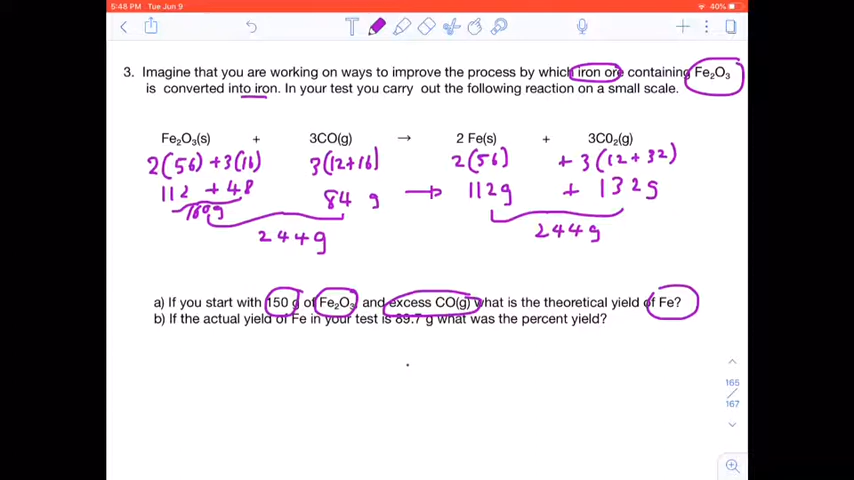 5:48 PM Tue Jun 9
40%
3. Imagine that you are working on ways to improve the process by which iron ore containing Fe₂O₃
is converted into iron. In your test you carry out the following reaction on a small scale.
Fe₂O₃(s) + 3CO(g) → 2 Fe(s) + 3C0₂(g)
2(56) + 3(16) 3(12+16) 2(56) + 3(12+32)
112 + 48 84 g → 112g + 132g
160g
244g 244g
a) If you start with 150 g of Fe₂O₃ and excess CO(g) what is the theoretical yield of Fe?
b) If the actual yield of Fe in your test is 89.7 g what was the percent yield?
165
167